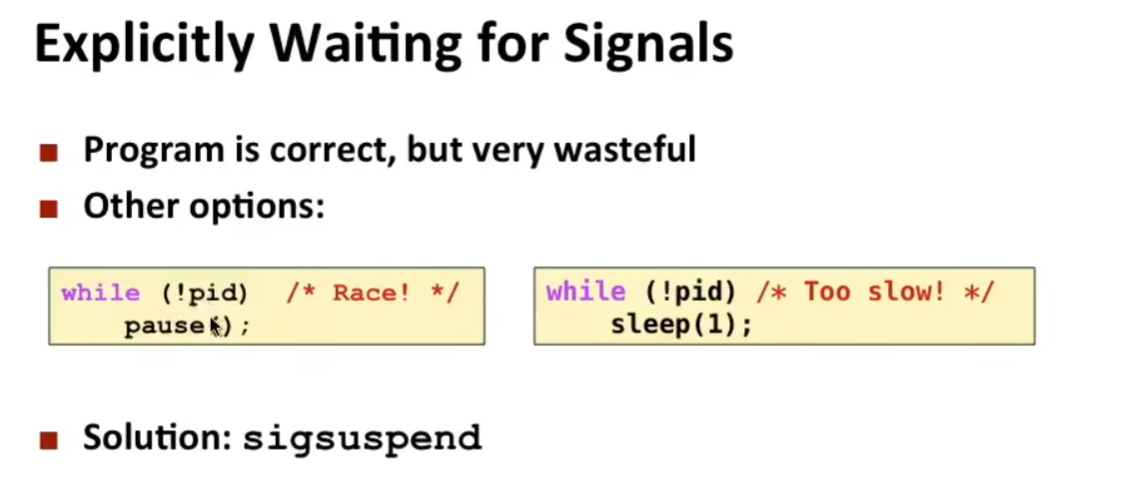 Explicitly Waiting for Signals
Program is correct, but very wasteful
Other options:
while (!pid)  /* Race! */
    pause();
while (!pid) /* Too slow! */
    sleep(1);
Solution: sigsuspend